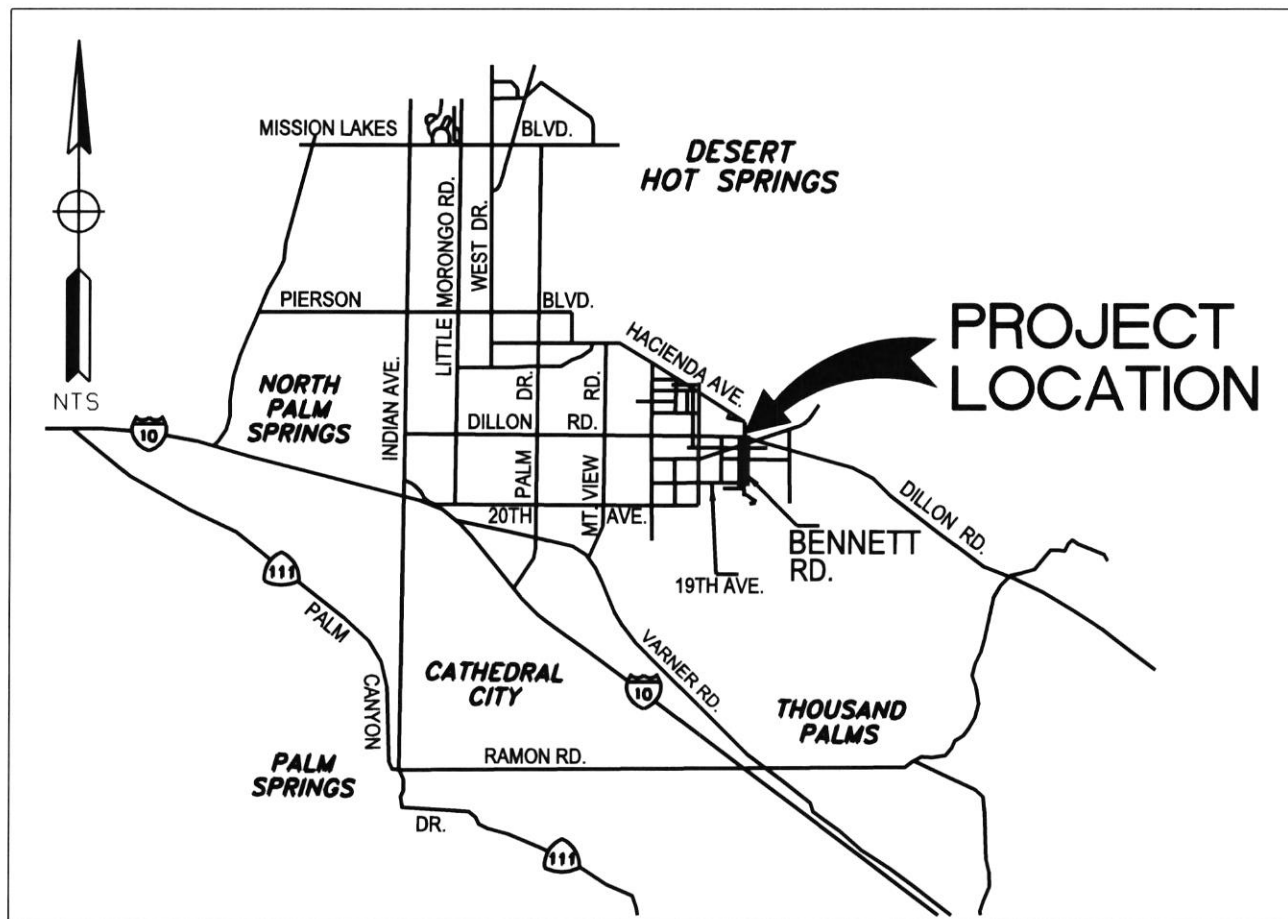 MISSION LAKES BLVD.
DESERT
HOT SPRINGS
LITTLE MORONGO RD.
WEST DR.
PIERSON BLVD.
HACIENDA AVE.
PROJECT
LOCATION
NTS
NORTH
PALM
SPRINGS
INDIAN AVE.
DILLON RD.
PALM DR.
MT. VIEW RD.
10
20TH AVE.
BENNETT
RD.
DILLON RD.
19TH AVE.
111
PALM
CANYON
DR.
CATHEDRAL
CITY
10
VARNER RD.
THOUSAND
PALMS
RAMON RD.
PALM
SPRINGS
111